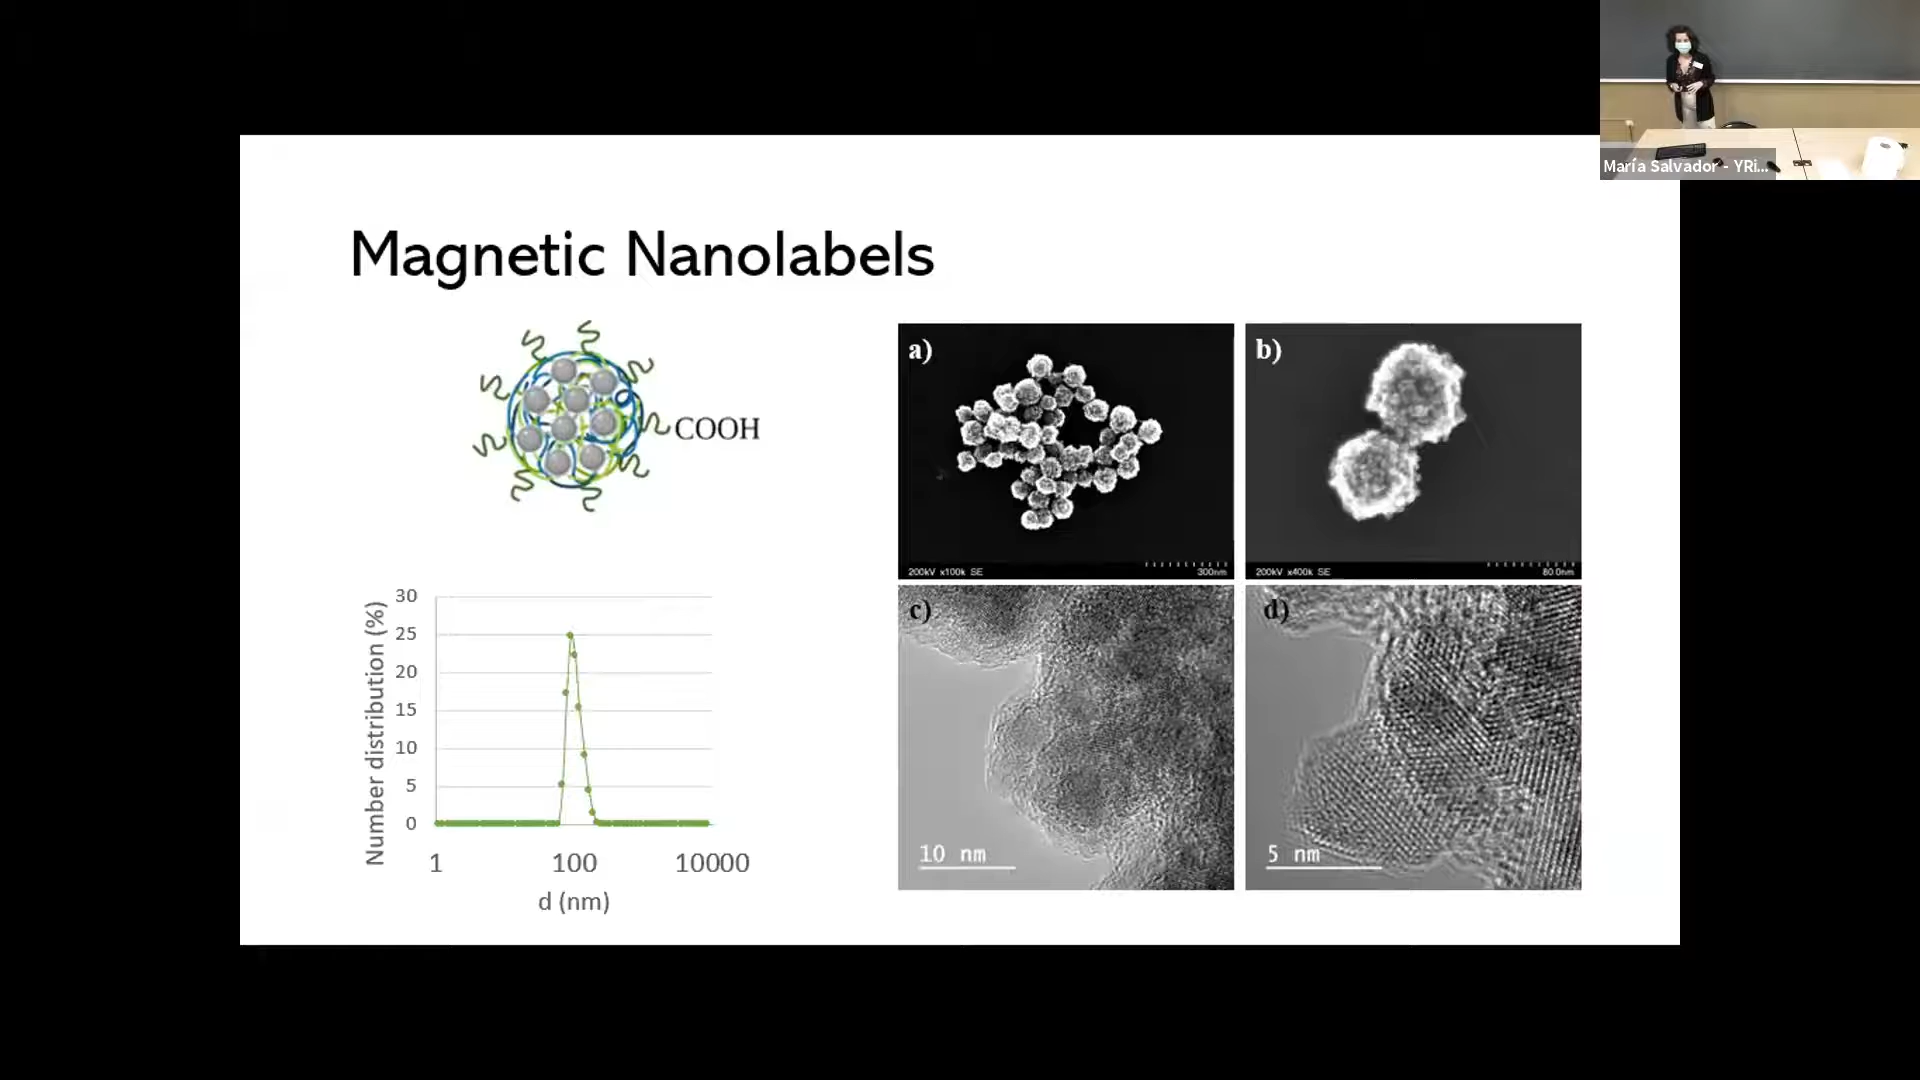 María Salvador - YRi...
Magnetic Nanolabels
COOH
Number distribution (%)
30
25
20
15
10
5
0
1 100 10000
d (nm)
a)
200kV x100k SE 300nm
b)
200kV x400k SE 80.0nm
c)
10 nm
d)
5 nm